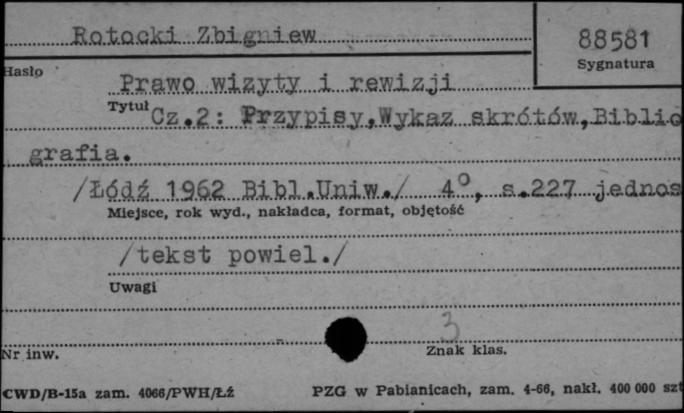 Rotocki Zbigniew
88581
Sygnatura
Hasło
Prawo wizyty i rewizji
Tytuł
Cz.2: Przypisy,Wykaz skrótów,Biblio
grafia.
/Łódź 1962 Bibl.Uniw./ 4°, s.227 jednos
Miejsce, rok wyd., nakładca, format, objętość
/tekst powiel./
Uwagi
3
Nr inw.
Znak klas.
CWD/B-15a zam. 4066/PWH/Łź
PZG w Pabianicach, zam. 4-66, nakł. 400 000 szt